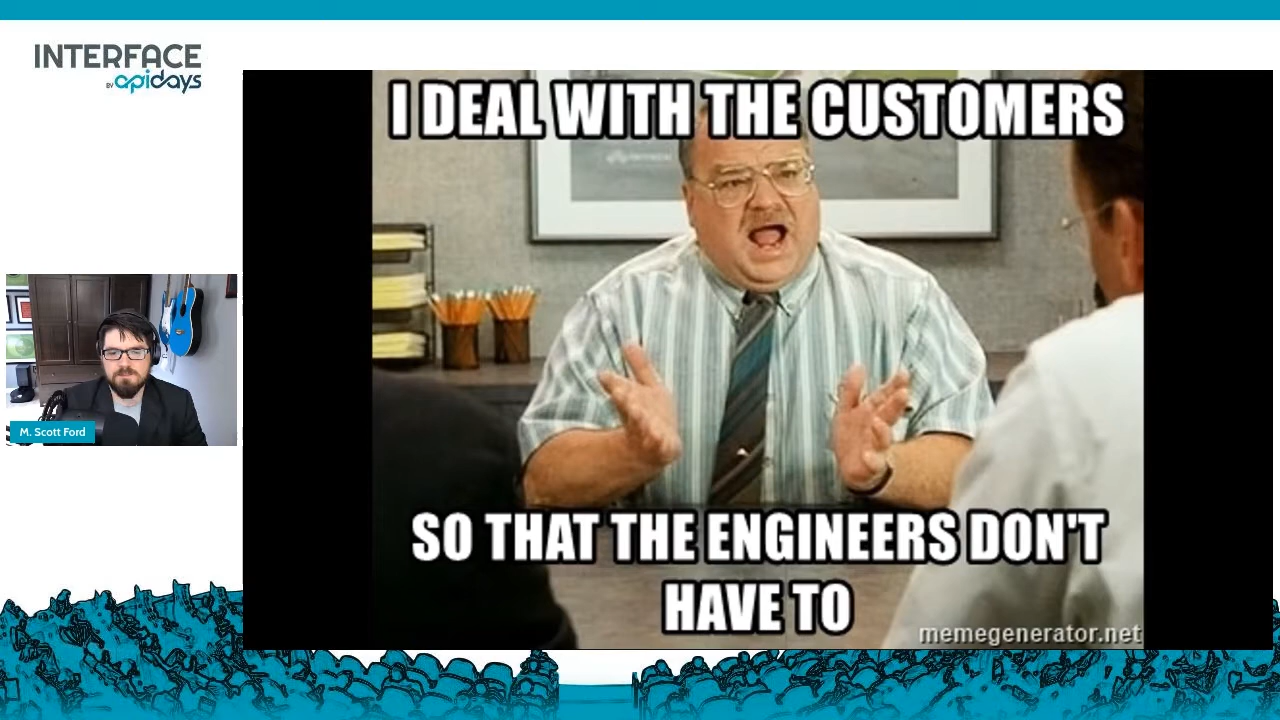 INTERFACE
BY apidays
I DEAL WITH THE CUSTOMERS
M. Scott Ford
SO THAT THE ENGINEERS DON'T
HAVE TO
memegenerator.net